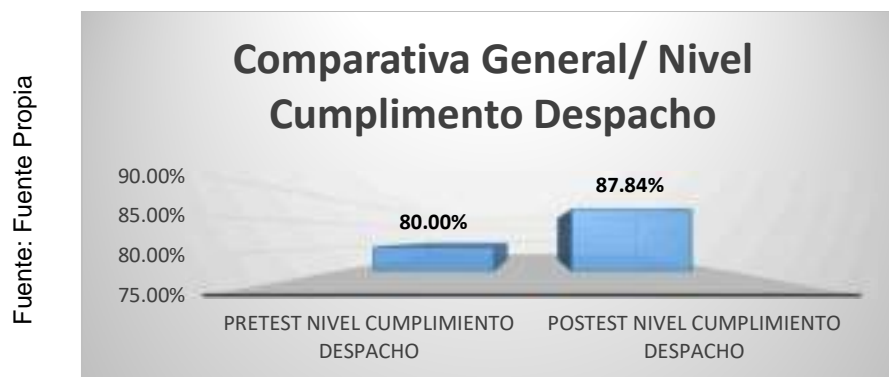 Comparativa General/ Nivel
Cumplimento Despacho
90.00%
85.00%
80.00%
75.00%
80.00%
87.84%
PRETEST NIVEL CUMPLIMIENTO
DESPACHO
POSTEST NIVEL CUMPLIMIENTO
DESPACHO
Fuente: Fuente Propia